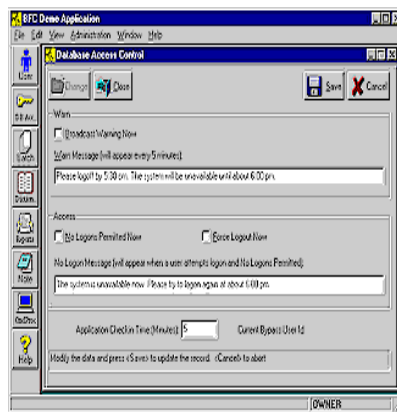 BFC Demo Application
File Edit View Administration Window Help
Database Access Control
User
Change Close Save Cancel
Warn
Broadcast Warning Now
Batch
Warn Message (will appear every 5 minutes):
Please logoff by 5:30 pm. The system will be unavailable until about 6:00 pm.
Access
No Logons Permitted Now Force Logout Now
Note
No Logon Message (will appear when a user attempts logon and No Logons Permitted):
The system is unavailable now. Please try to logon again at about 6:00 pm.
Application Checkin Time (Minutes): 5 Current Bypass User Id
Help
Modify the data and press <Save> to update the record. <Cancel> to abort
OWNER